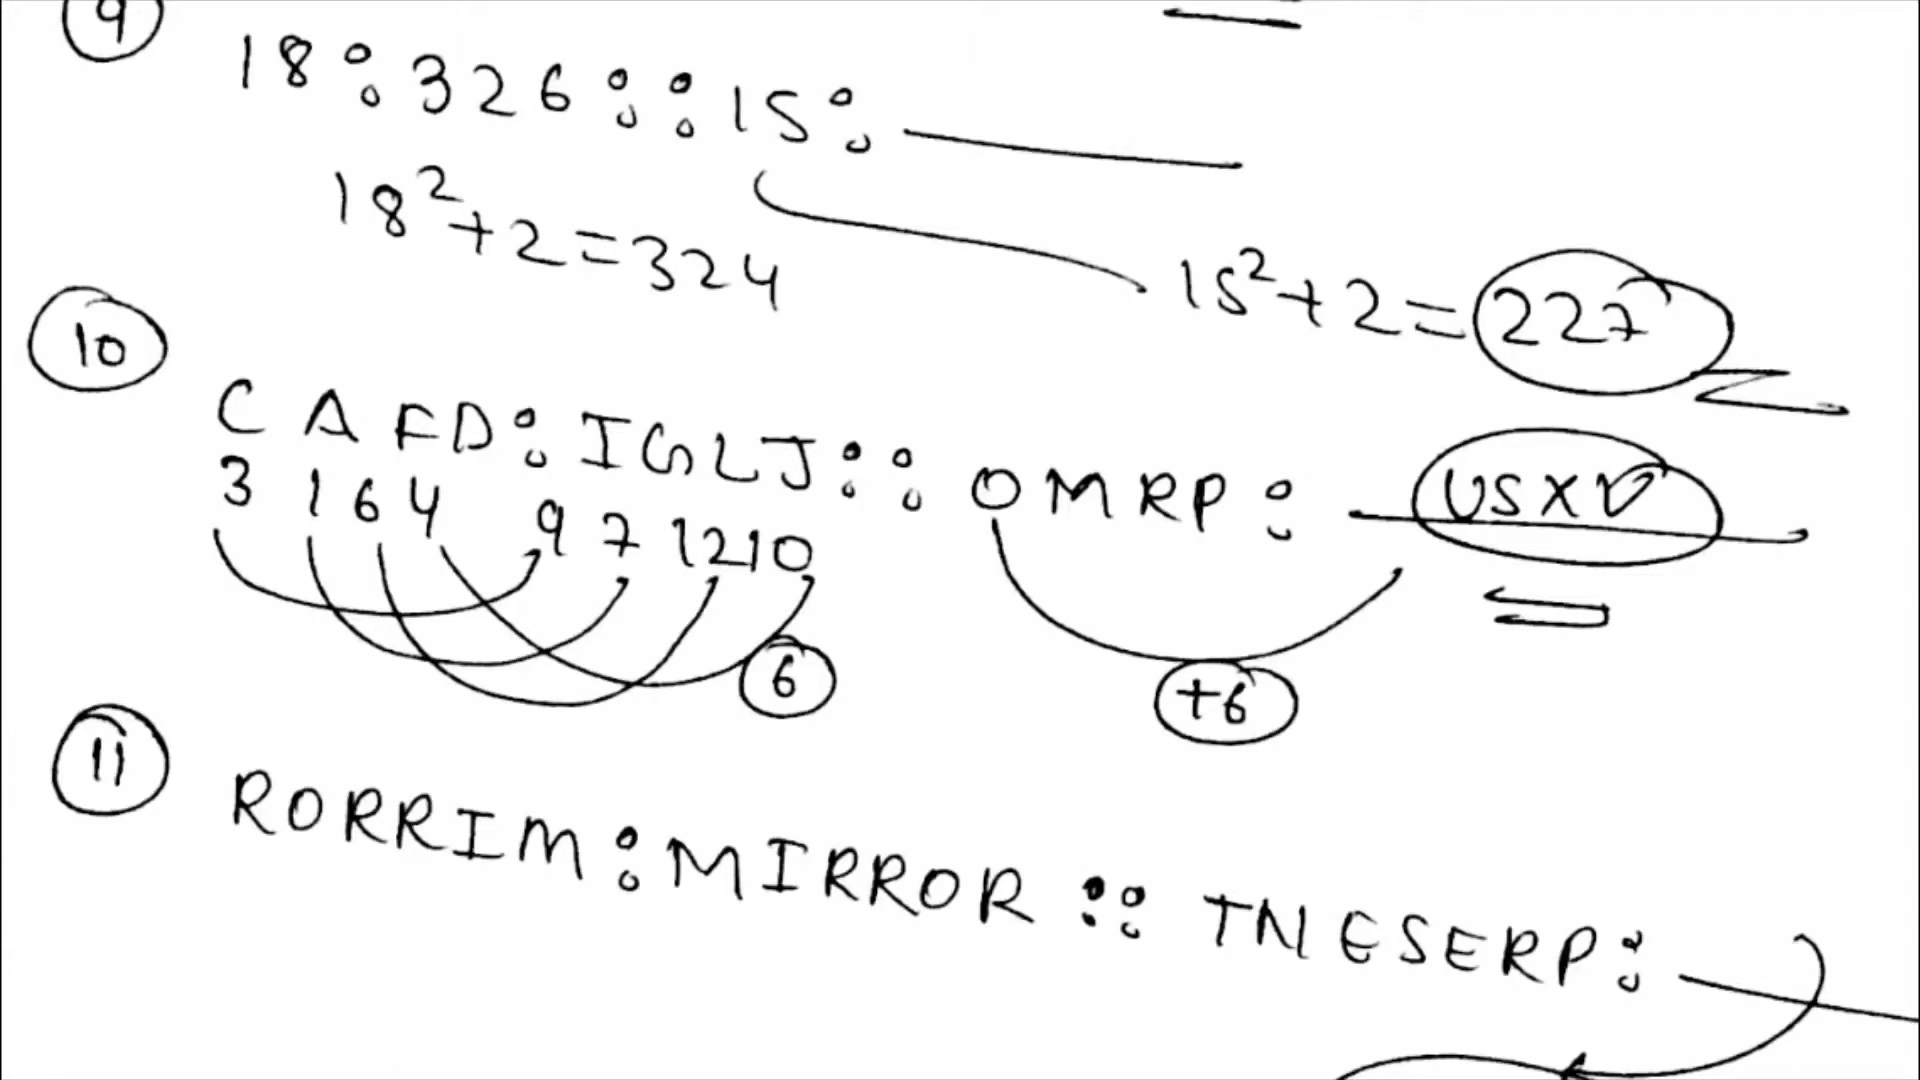 9
18 : 326 :: 15 :
18²+2=324
15²+2=227
10
CAFD : IGLJ :: OMRP : USXV
3 1 6 4 9 7 12 10
6
+6
11
RORRIM : MIRROR :: TNESERP :